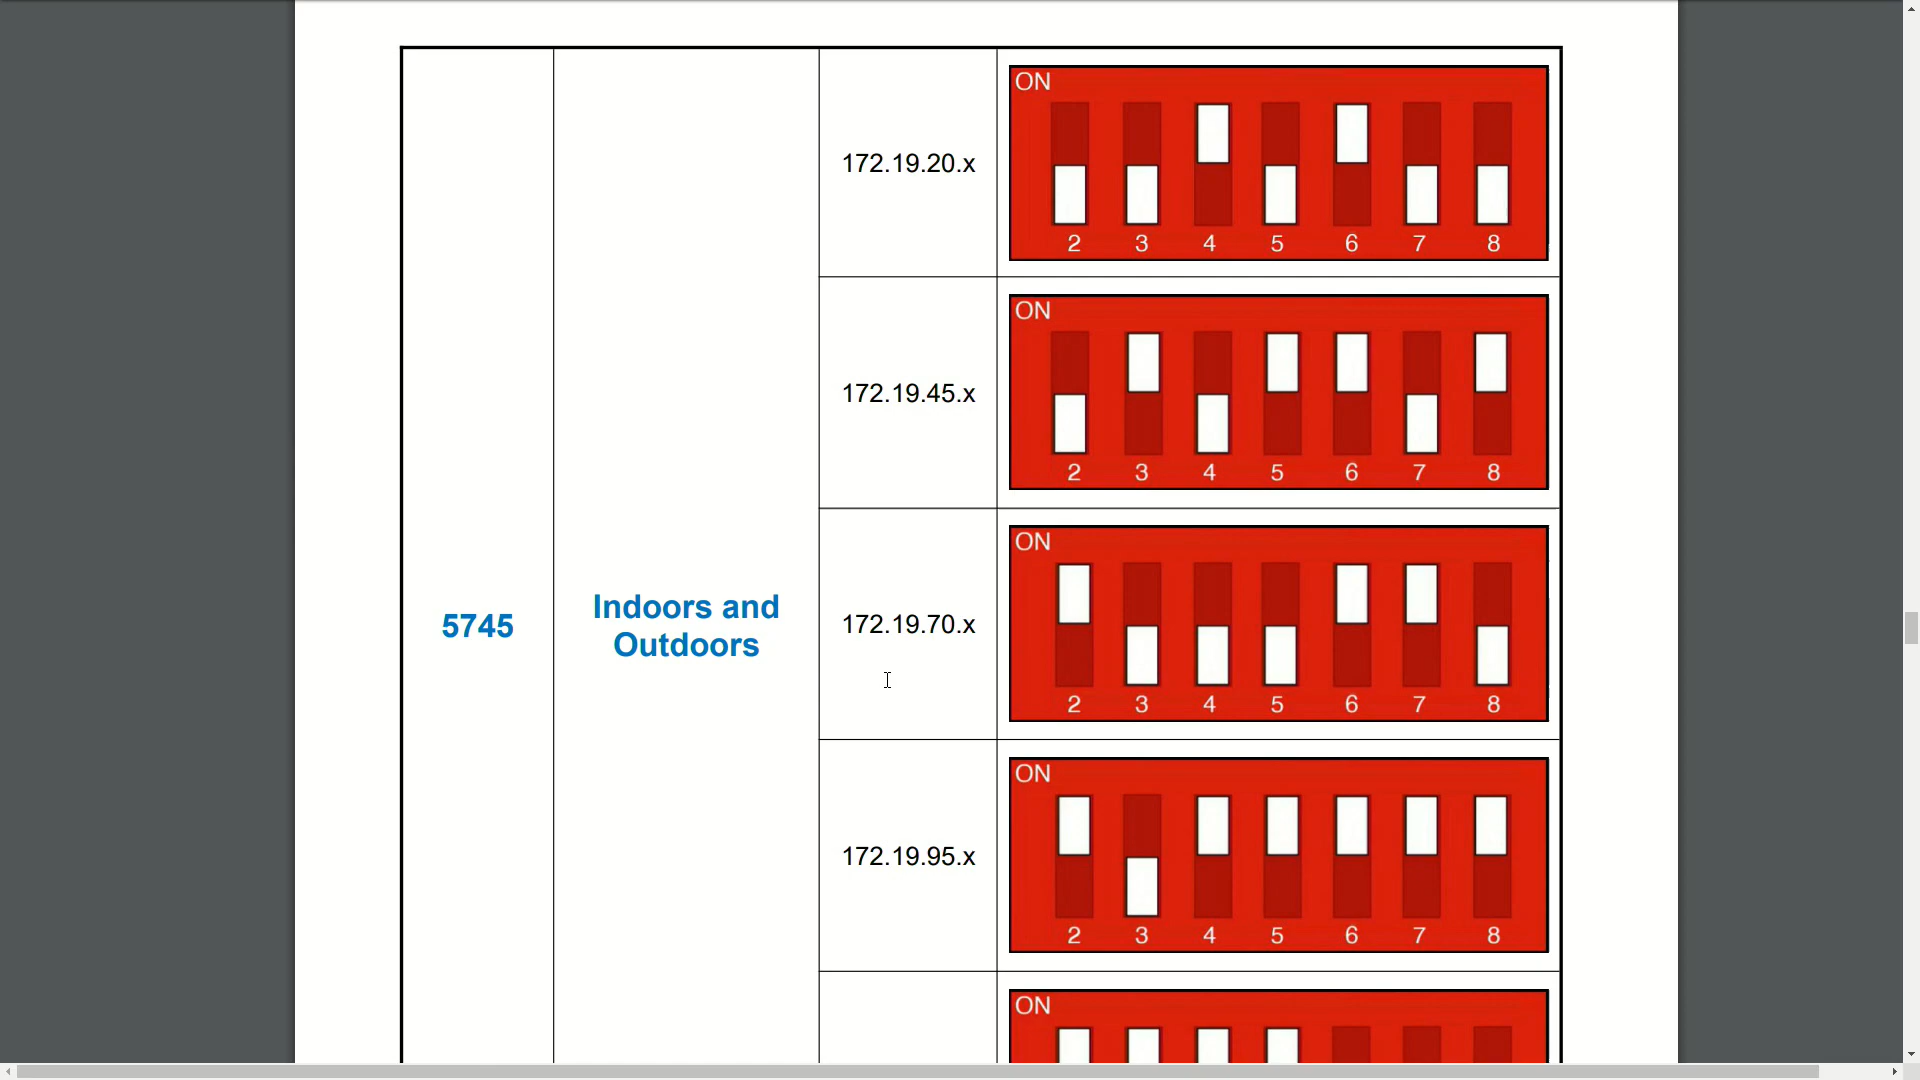 ON
172.19.20.x
2 3 4 5 6 7 8
ON
172.19.45.x
2 3 4 5 6 7 8
ON
5745
Indoors and
Outdoors
172.19.70.x
2 3 4 5 6 7 8
ON
172.19.95.x
2 3 4 5 6 7 8
ON